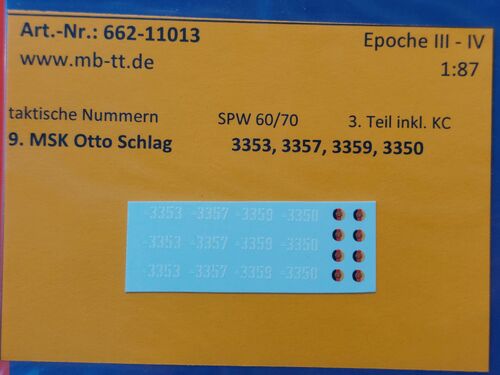 Art.-Nr.: 662-11013 Epoche III - IV
www.mb-tt.de 1:87
taktische Nummern SPW 60/70 3. Teil inkl. KC
9. MSK Otto Schlag 3353, 3357, 3359, 3350
-3353 -3357 -3359 -3350
-3353 -3357 -3359 -3350
-3353 -3357 -3359 -3350